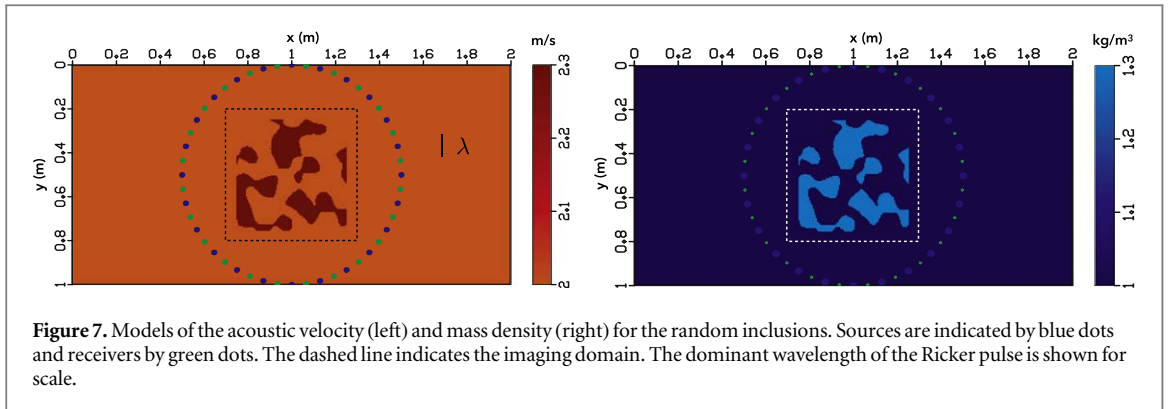 x (m)
m/s
0 0.2 0.4 0.6 0.8 1 1.2 1.4 1.6 1.8 2
y (m)
0 0.2 0.4 0.6 0.8 1
λ
2.3 2.2 2.1 2
x (m)
kg/m³
0 0.2 0.4 0.6 0.8 1 1.2 1.4 1.6 1.8 2
y (m)
0 0.2 0.4 0.6 0.8 1
1.3 1.2 1.1 1
Figure 7. Models of the acoustic velocity (left) and mass density (right) for the random inclusions. Sources are indicated by blue dots
and receivers by green dots. The dashed line indicates the imaging domain. The dominant wavelength of the Ricker pulse is shown for
scale.